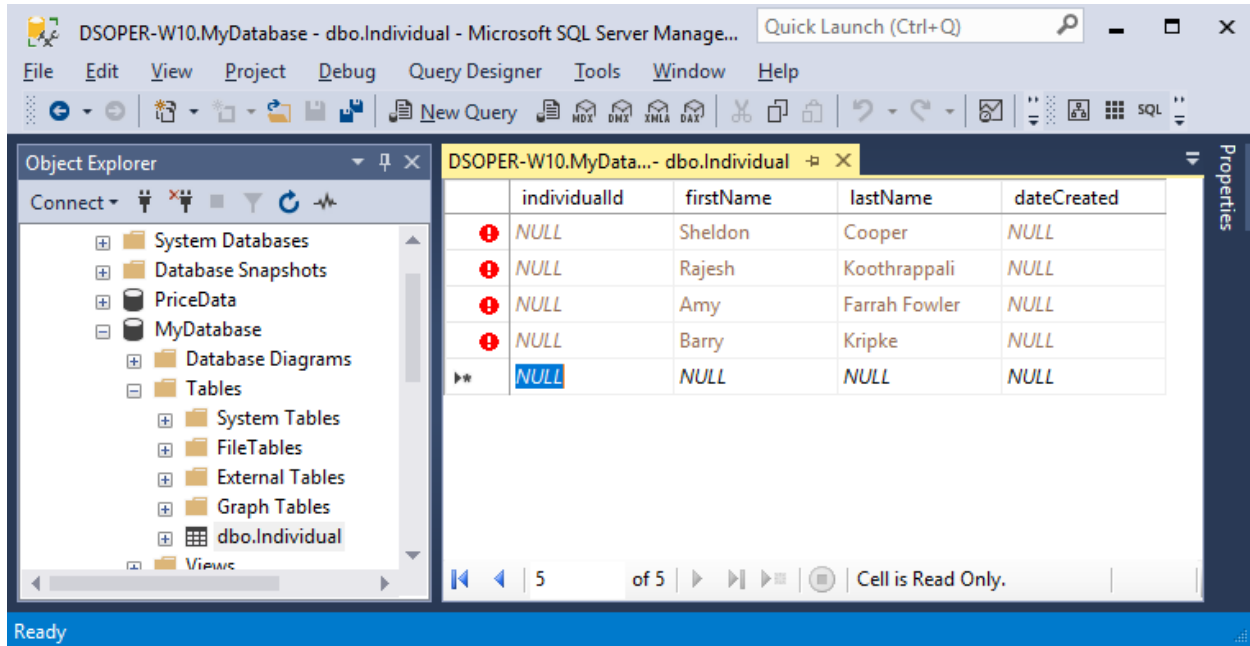 DSOPER-W10.MyDatabase - dbo.Individual - Microsoft SQL Server Manage...
Quick Launch (Ctrl+Q)
File Edit View Project Debug Query Designer Tools Window Help
New Query MDX DMX XMLA DAX SQL
Object Explorer
Connect
System Databases
Database Snapshots
PriceData
MyDatabase
Database Diagrams
Tables
System Tables
FileTables
External Tables
Graph Tables
dbo.Individual
Views
DSOPER-W10.MyData...- dbo.Individual
individualId firstName lastName dateCreated
NULL Sheldon Cooper NULL
NULL Rajesh Koothrappali NULL
NULL Amy Farrah Fowler NULL
NULL Barry Kripke NULL
NULL NULL NULL NULL
5 of 5 Cell is Read Only.
Properties
Ready